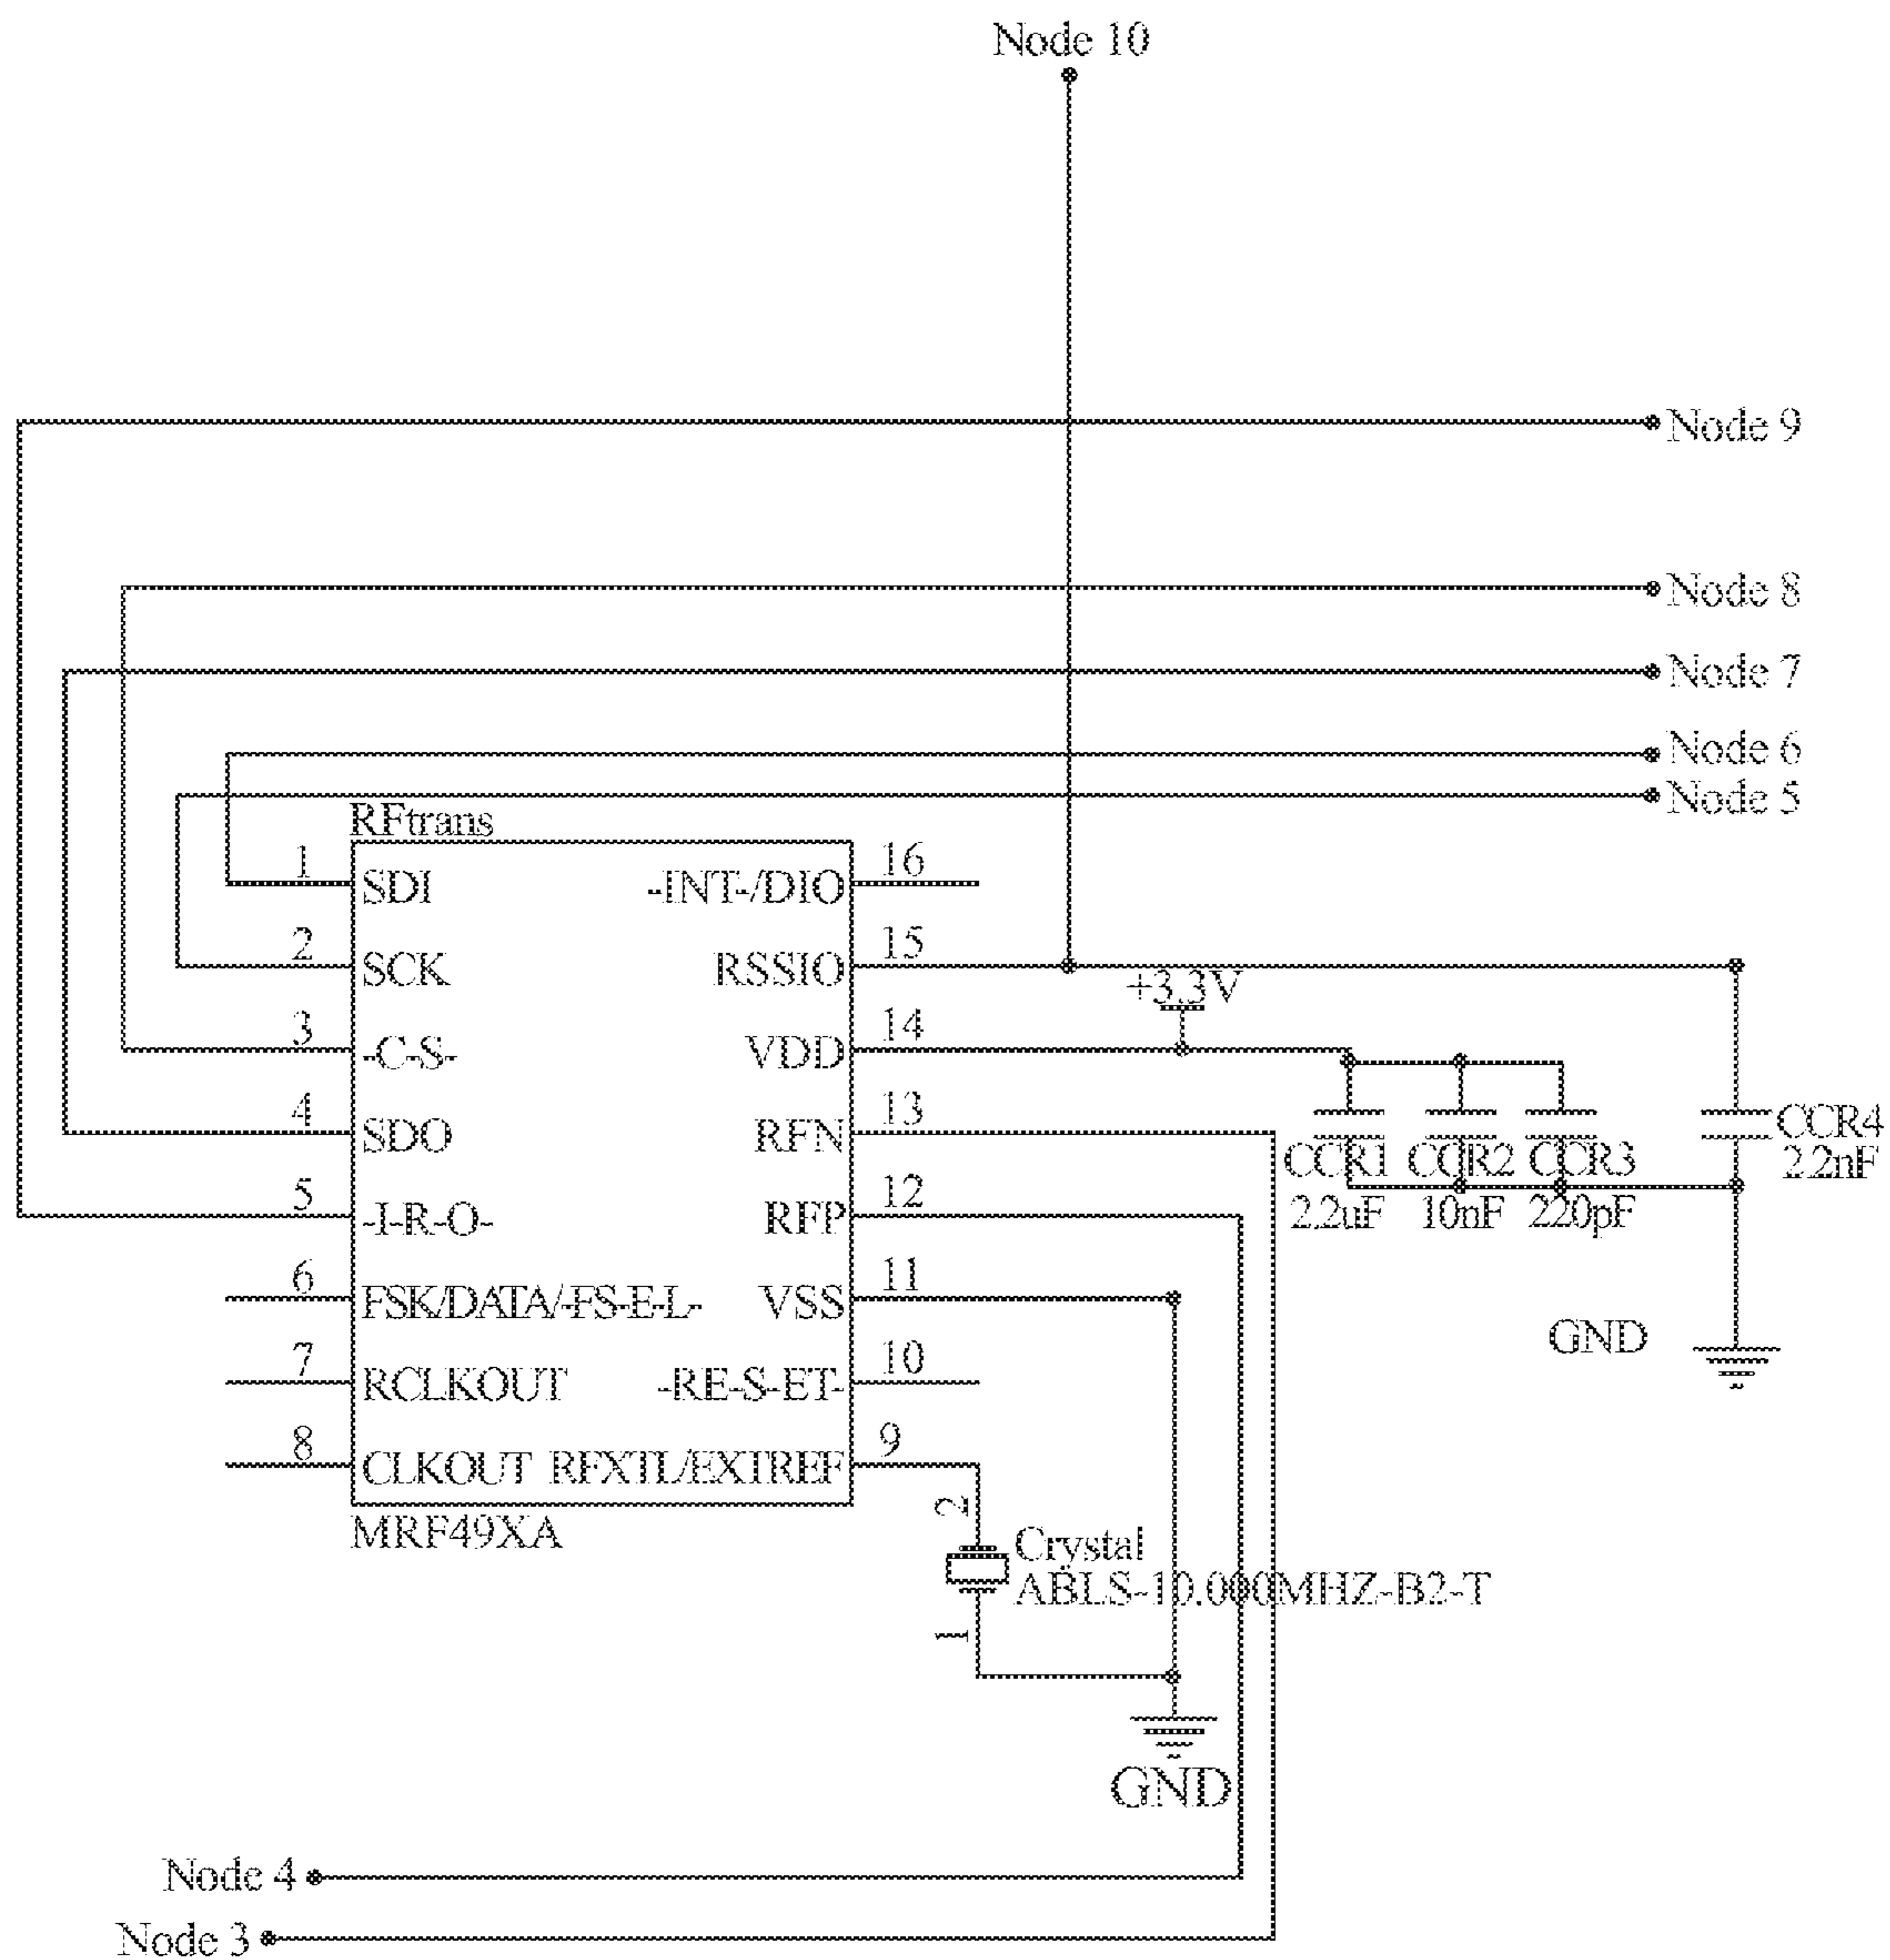 Node 10
Node 9
Node 8
Node 7
Node 6
Node 5
RFtrans
1
SDI
-INT-/DIO
16
2
SCK
RSSIO
15
+3.3V
3
-C-S-
VDD
14
4
SDO
RFN
13
CCR1
CCR2
CCR3
CCR4
2.2nF
2.2uF
10nF
220pF
5
-I-R-O-
RFP
12
6
FSK/DATA/-FS-E-L-
VSS
11
GND
7
RCLKOUT
-RE-S-ET-
10
8
CLKOUT
RFXTL/EXTREF
9
MRF49XA
2
Crystal
ABLS-10.000MHZ-B2-T
1
GND
Node 4
Node 3